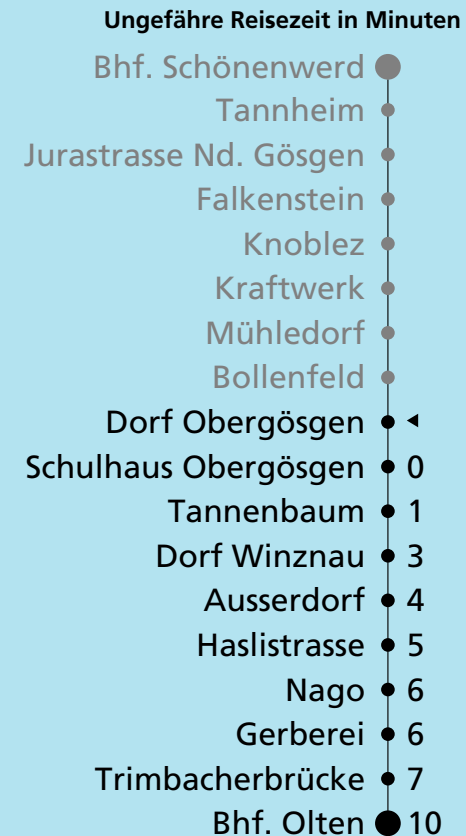 Ungefähre Reisezeit in Minuten
Bhf. Schönenwerd
Tannheim
Jurastrasse Nd. Gösgen
Falkenstein
Knoblez
Kraftwerk
Mühledorf
Bollenfeld
Dorf Obergösgen
Schulhaus Obergösgen 0
Tannenbaum 1
Dorf Winznau 3
Ausserdorf 4
Haslistrasse 5
Nago 6
Gerberei 6
Trimbacherbrücke 7
Bhf. Olten 10